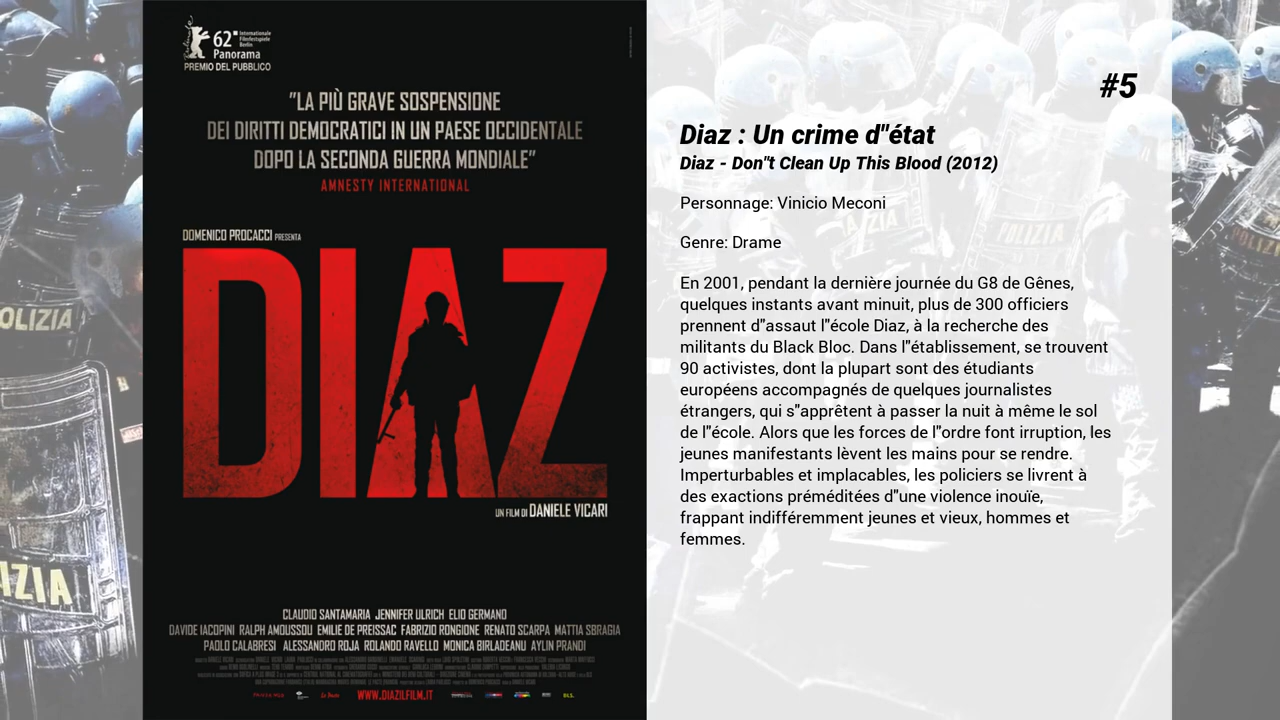 62 Internationale
Filmfestspiele
Berlin
Panorama
PREMIO DEL PUBBLICO
"LA PIÙ GRAVE SOSPENSIONE
DEI DIRITTI DEMOCRATICI IN UN PAESE OCCIDENTALE
DOPO LA SECONDA GUERRA MONDIALE"
AMNESTY INTERNATIONAL
DOMENICO PROCACCI PRESENTA
DIAZ
UN FILM DI DANIELE VICARI
CLAUDIO SANTAMARIA JENNIFER ULRICH ELIO GERMANO
DAVIDE IACOPINI RALPH AMOUSSOU EMILIE DE PREISSAC FABRIZIO RONGIONE RENATO SCARPA MATTIA SBRAGIA
PAOLO CALABRESI ALESSANDRO ROJA ROLANDO RAVELLO MONICA BIRLADEANU AYLIN PRANDI
WWW.DIAZILFILM.IT
#5
Diaz : Un crime d"état
Diaz - Don"t Clean Up This Blood (2012)
Personnage: Vinicio Meconi
Genre: Drame
En 2001, pendant la dernière journée du G8 de Gênes,
quelques instants avant minuit, plus de 300 officiers
prennent d"assaut l"école Diaz, à la recherche des
militants du Black Bloc. Dans l"établissement, se trouvent
90 activistes, dont la plupart sont des étudiants
européens accompagnés de quelques journalistes
étrangers, qui s"apprêtent à passer la nuit à même le sol
de l"école. Alors que les forces de l"ordre font irruption, les
jeunes manifestants lèvent les mains pour se rendre.
Imperturbables et implacables, les policiers se livrent à
des exactions préméditées d"une violence inouïe,
frappant indifféremment jeunes et vieux, hommes et
femmes.
OLIZIA
IZIA